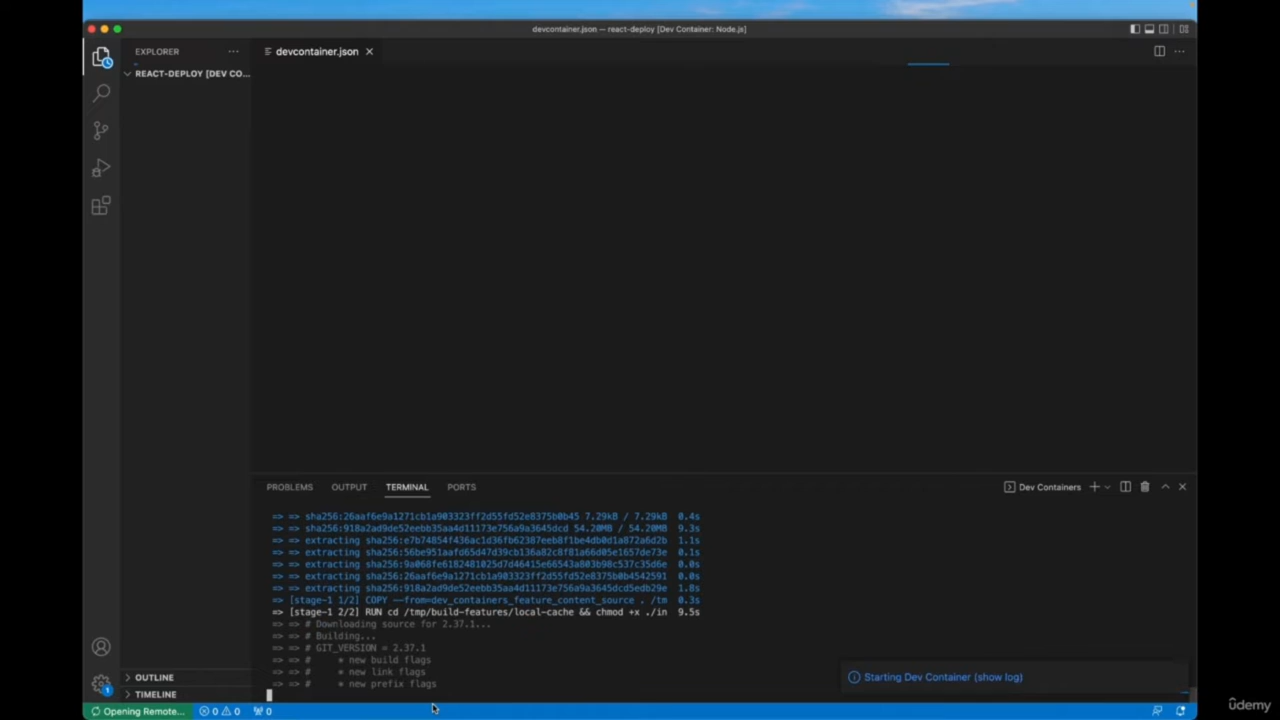 devcontainer.json — react-deploy [Dev Container: Node.js]
EXPLORER
devcontainer.json
REACT-DEPLOY [DEV CO...
PROBLEMS OUTPUT TERMINAL PORTS
Dev Containers
=> => sha256:26aaf6e9a1271cb1a903323ff2d55fd52e8375b0b45 7.29kB / 7.29kB 0.4s
=> => sha256:918a2ad9de52eebb35aa4d11173e756a9a3645dcd 54.20MB / 54.20MB 9.3s
=> => extracting sha256:e7b74854f436ac1d36fb62387eeb8f1be4db0d1a872a6d2b 1.1s
=> => extracting sha256:56be951aafd65d47d39cb136a82c8f81a66d05e1657de73e 0.1s
=> => extracting sha256:9a068fe6182481025d7d46415e66543a803b98c537c35d6e 0.0s
=> => extracting sha256:26aaf6e9a1271cb1a903323ff2d55fd52e8375b0b4542591 0.0s
=> => extracting sha256:918a2ad9de52eebb35aa4d11173e756a9a3645dcd5edb29e 1.8s
=> [stage-1 1/2] COPY --from=dev_containers_feature_content_source . /tm 0.3s
=> [stage-1 2/2] RUN cd /tmp/build-features/local-cache && chmod +x ./in 9.5s
=> => # Downloading source for 2.37.1...
=> => # Building...
=> => # GIT_VERSION = 2.37.1
=> => # * new build flags
=> => # * new link flags
=> => # * new prefix flags
Starting Dev Container (show log)
OUTLINE
TIMELINE
1
Opening Remote... 0 0 0
ûdemy